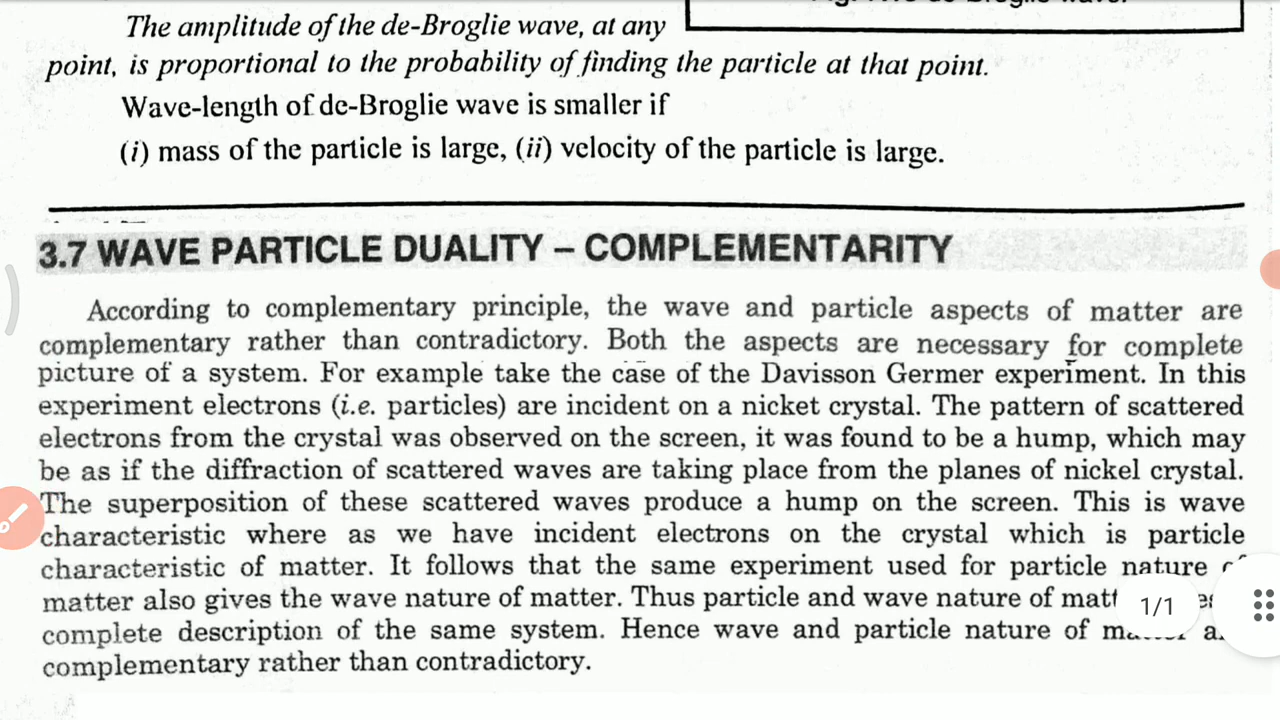 The amplitude of the de-Broglie wave, at any
point, is proportional to the probability of finding the particle at that point.
Wave-length of de-Broglie wave is smaller if
(i) mass of the particle is large, (ii) velocity of the particle is large.
3.7 WAVE PARTICLE DUALITY – COMPLEMENTARITY
According to complementary principle, the wave and particle aspects of matter are
complementary rather than contradictory. Both the aspects are necessary for complete
picture of a system. For example take the case of the Davisson Germer experiment. In this
experiment electrons (i.e. particles) are incident on a nicket crystal. The pattern of scattered
electrons from the crystal was observed on the screen, it was found to be a hump, which may
be as if the diffraction of scattered waves are taking place from the planes of nickel crystal.
The superposition of these scattered waves produce a hump on the screen. This is wave
characteristic where as we have incident electrons on the crystal which is particle
characteristic of matter. It follows that the same experiment used for particle nature
matter also gives the wave nature of matter. Thus particle and wave nature of
complete description of the same system. Hence wave and particle nature of
complementary rather than contradictory.
1/1